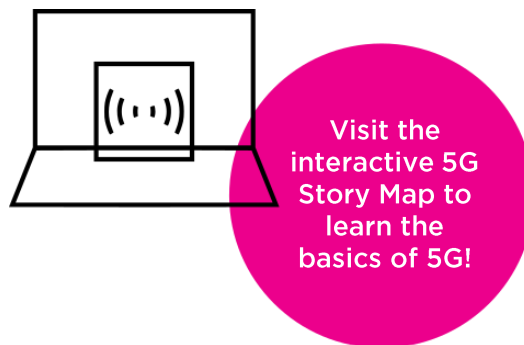 Visit the
interactive 5G
Story Map to
learn the
basics of 5G!